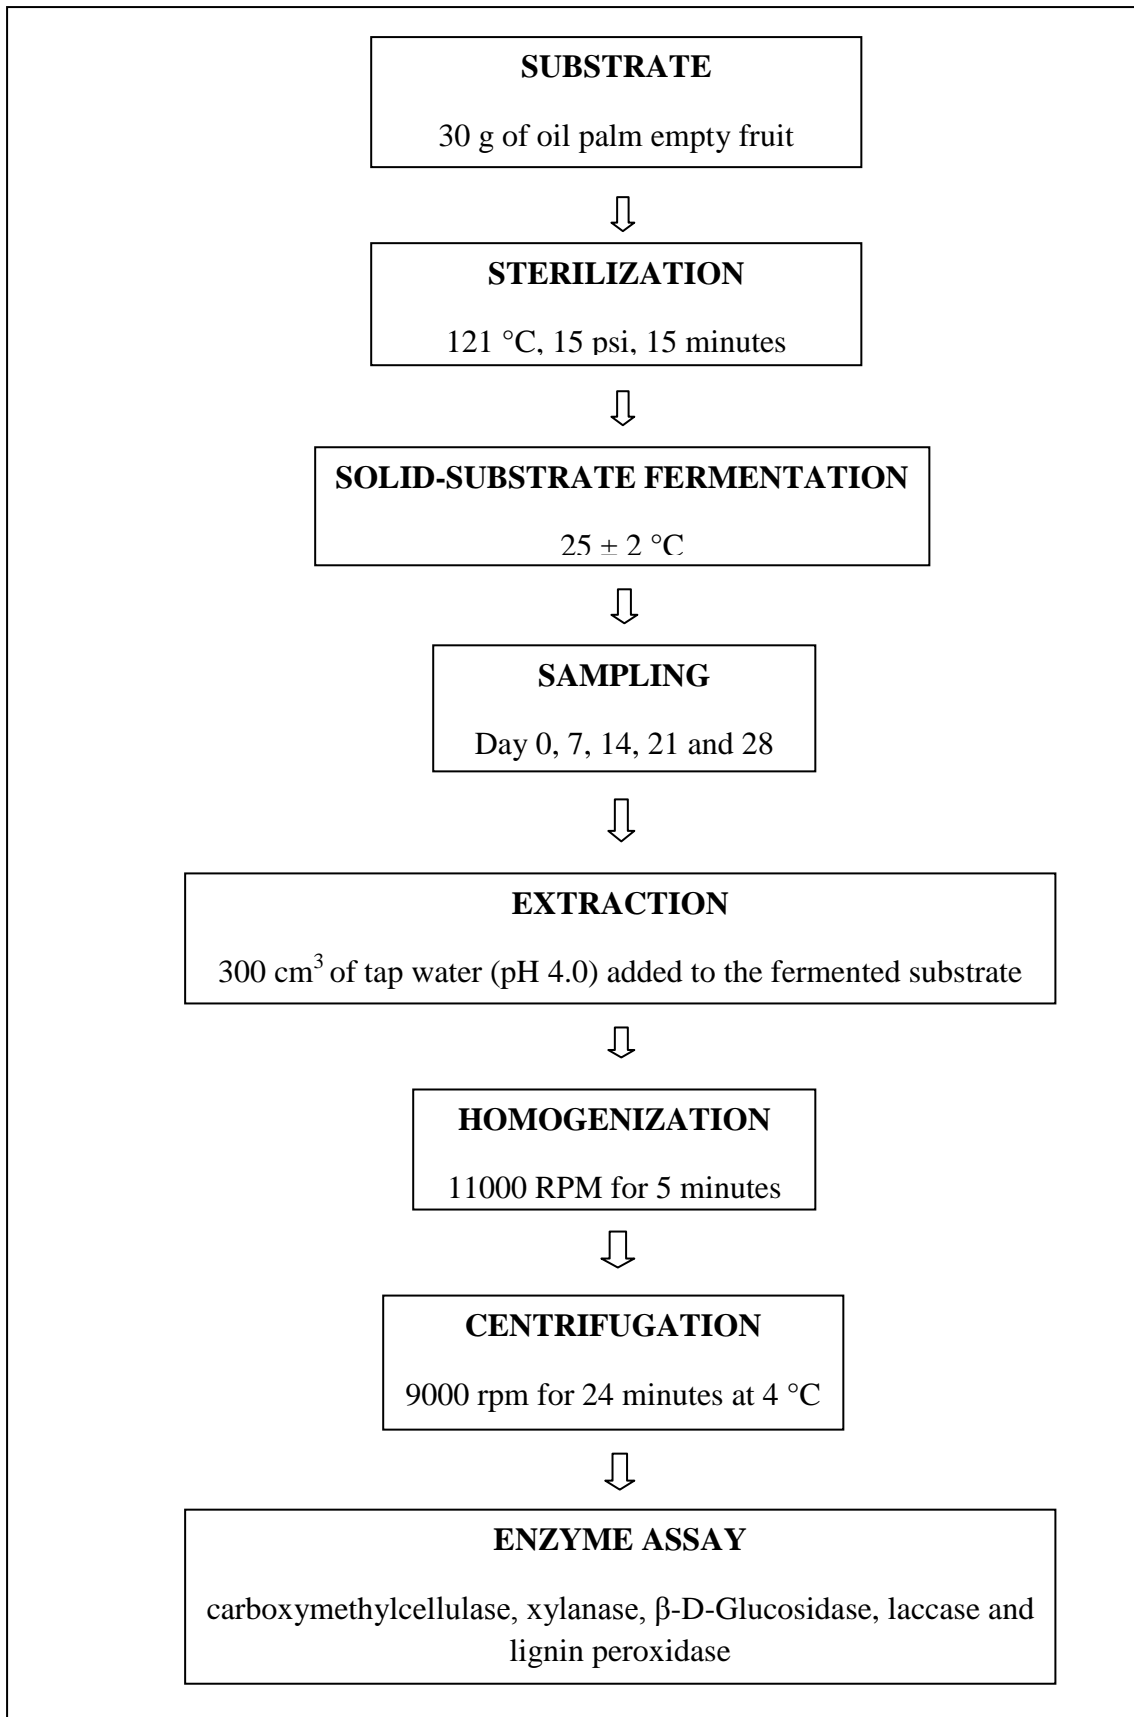 SUBSTRATE
30 g of oil palm empty fruit
STERILIZATION
121 °C, 15 psi, 15 minutes
SOLID-SUBSTRATE FERMENTATION
25 ± 2 °C
SAMPLING
Day 0, 7, 14, 21 and 28
EXTRACTION
300 cm³ of tap water (pH 4.0) added to the fermented substrate
HOMOGENIZATION
11000 RPM for 5 minutes
CENTRIFUGATION
9000 rpm for 24 minutes at 4 °C
ENZYME ASSAY
carboxymethylcellulase, xylanase, β-D-Glucosidase, laccase and
lignin peroxidase